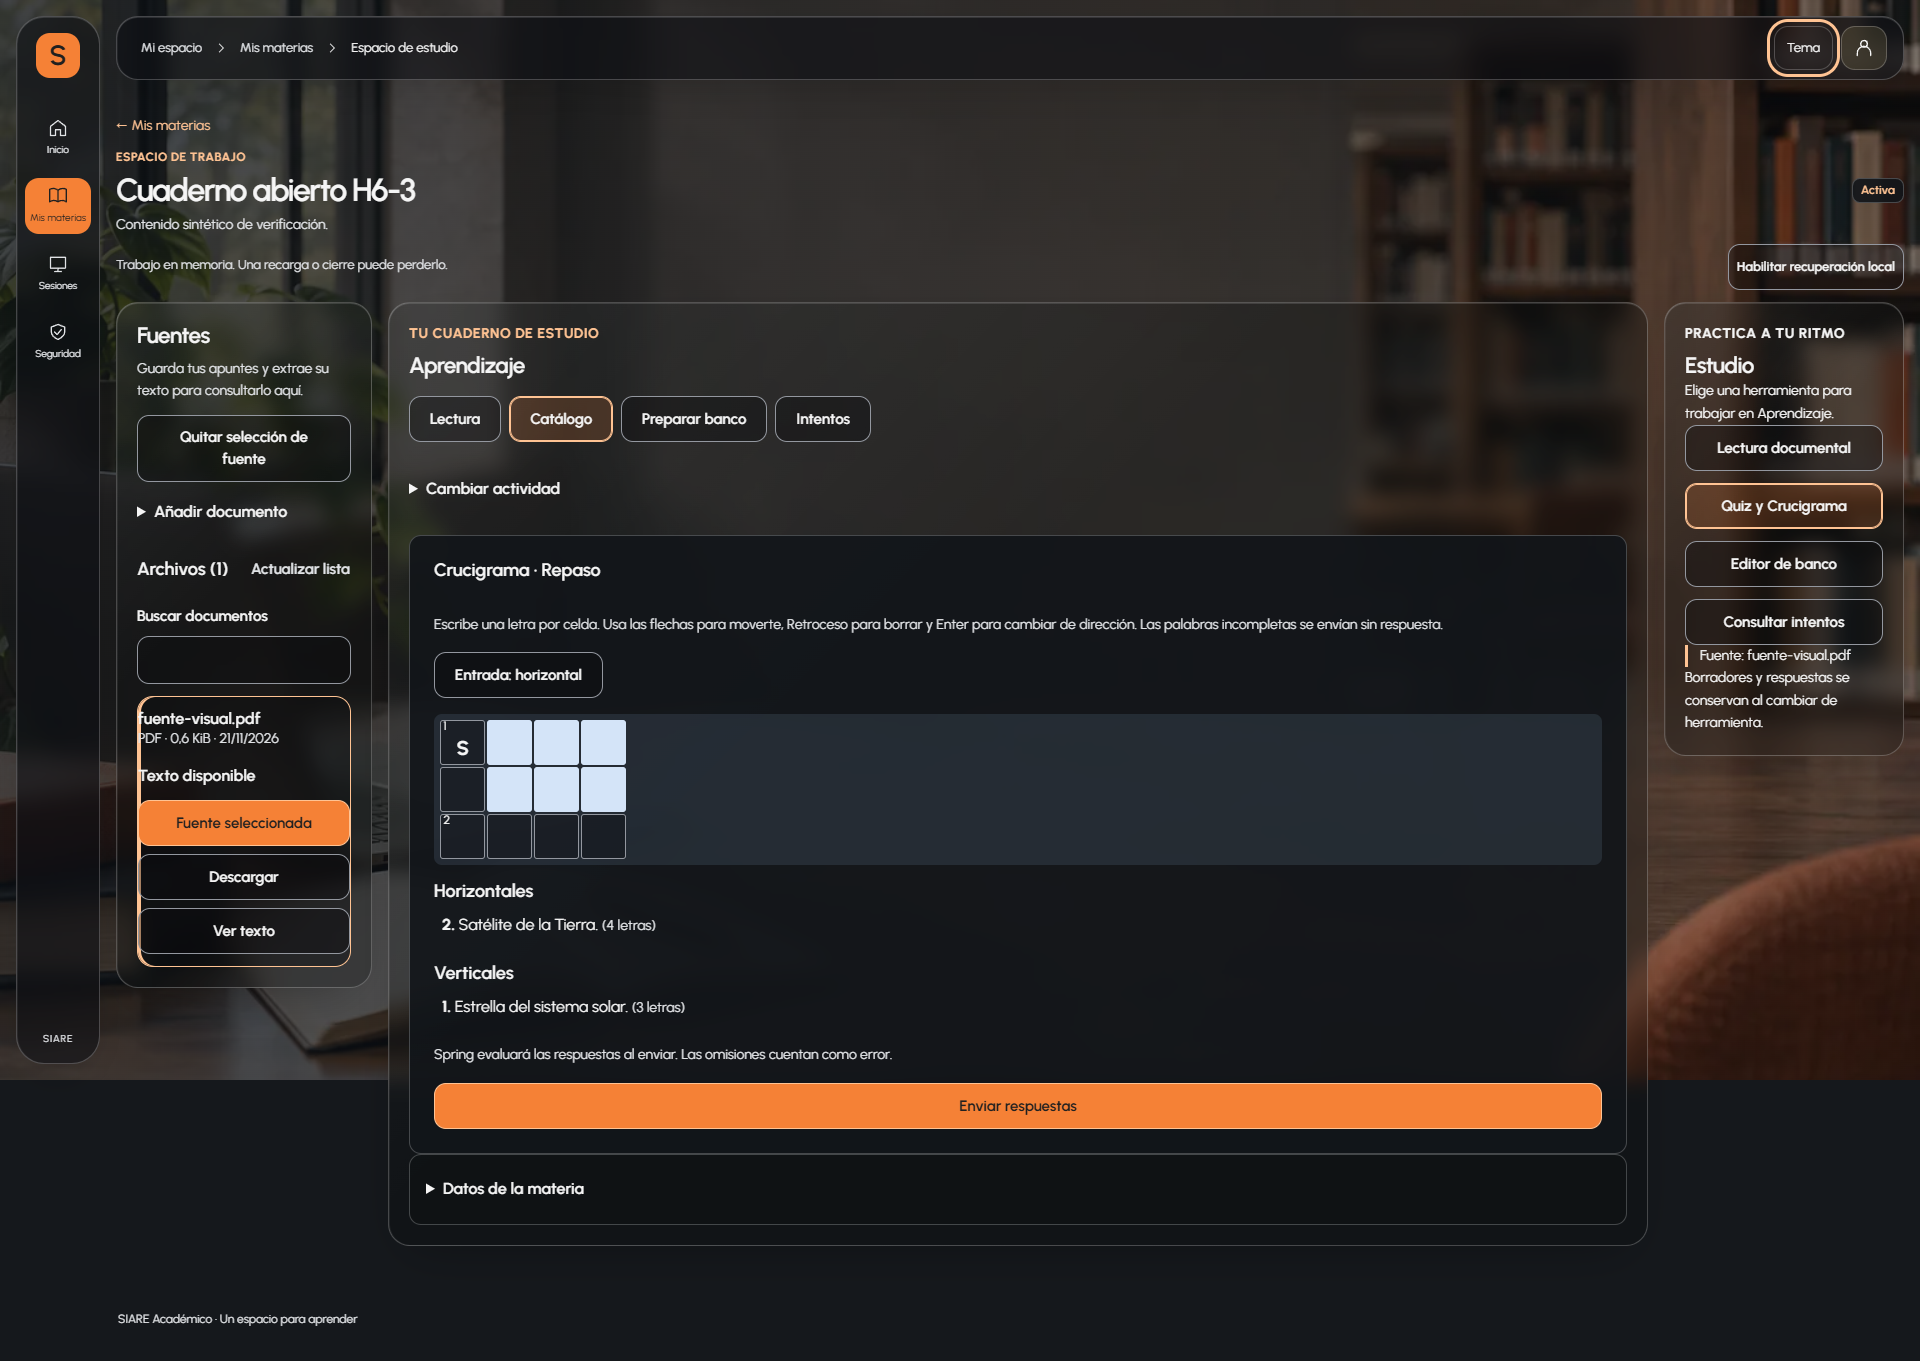 S
Mi espacio > Mis materias > Espacio de estudio
Tema
Inicio
Mis materias
Sesiones
Seguridad
SIARE
← Mis materias
ESPACIO DE TRABAJO
Cuaderno abierto H6-3
Activa
Contenido sintético de verificación.
Trabajo en memoria. Una recarga o cierre puede perderlo.
Habilitar recuperación local
Fuentes
Guarda tus apuntes y extrae su
texto para consultarlo aquí.
Quitar selección de
fuente
Añadir documento
Archivos (1)
Actualizar lista
Buscar documentos
fuente-visual.pdf
PDF · 0,6 KiB · 21/11/2026
Texto disponible
Fuente seleccionada
Descargar
Ver texto
TU CUADERNO DE ESTUDIO
Aprendizaje
Lectura
Catálogo
Preparar banco
Intentos
Cambiar actividad
Crucigrama · Repaso
Escribe una letra por celda. Usa las flechas para moverte, Retroceso para borrar y Enter para cambiar de dirección. Las palabras incompletas se envían sin respuesta.
Entrada: horizontal
1
S
2
Horizontales
2. Satélite de la Tierra. (4 letras)
Verticales
1. Estrella del sistema solar. (3 letras)
Spring evaluará las respuestas al enviar. Las omisiones cuentan como error.
Enviar respuestas
Datos de la materia
PRACTICA A TU RITMO
Estudio
Elige una herramienta para
trabajar en Aprendizaje.
Lectura documental
Quiz y Crucigrama
Editor de banco
Consultar intentos
Fuente: fuente-visual.pdf
Borradores y respuestas se
conservan al cambiar de
herramienta.
SIARE Académico · Un espacio para aprender